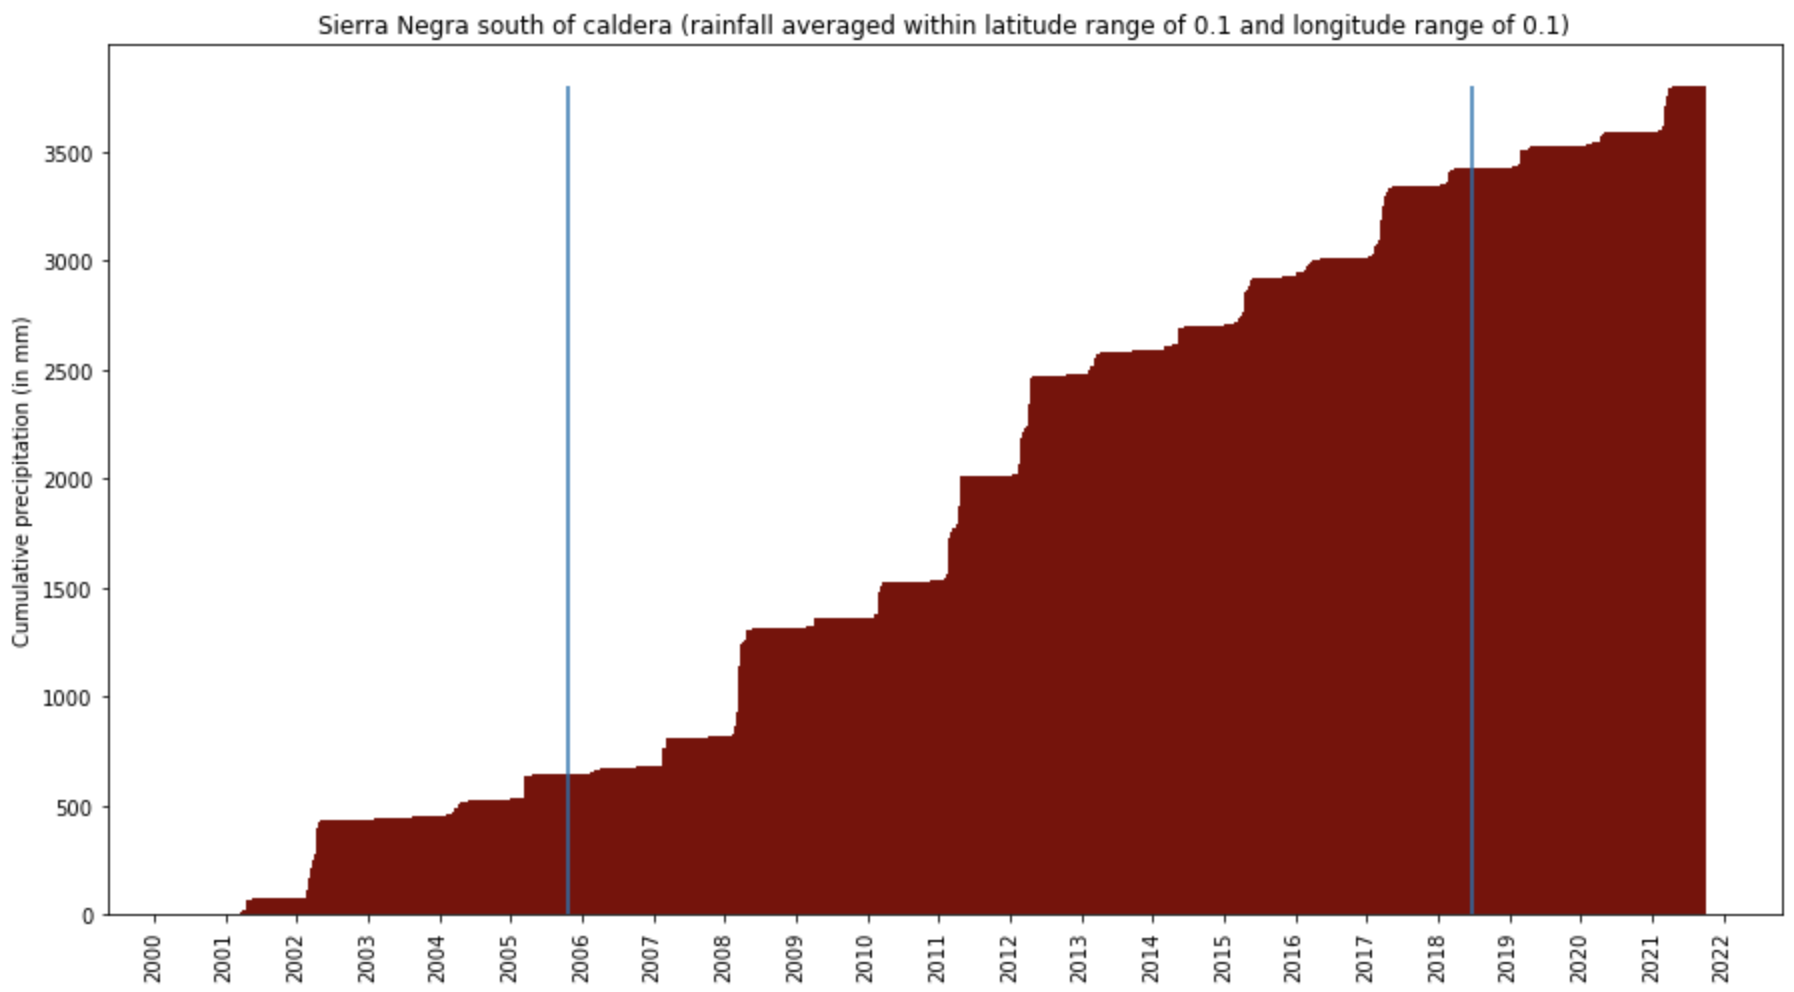 Sierra Negra south of caldera (rainfall averaged within latitude range of 0.1 and longitude range of 0.1)
Cumulative precipitation (in mm)
3500
3000
2500
2000
1500
1000
500
0
2000 2001 2002 2003 2004 2005 2006 2007 2008 2009 2010 2011 2012 2013 2014 2015 2016 2017 2018 2019 2020 2021 2022